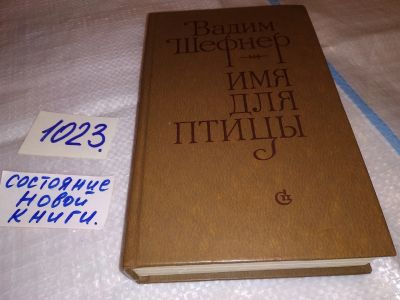 Вадим
Шефнер
ИМЯ
ДЛЯ
ПТИЦЫ
1023.
состояние
новой
книги.